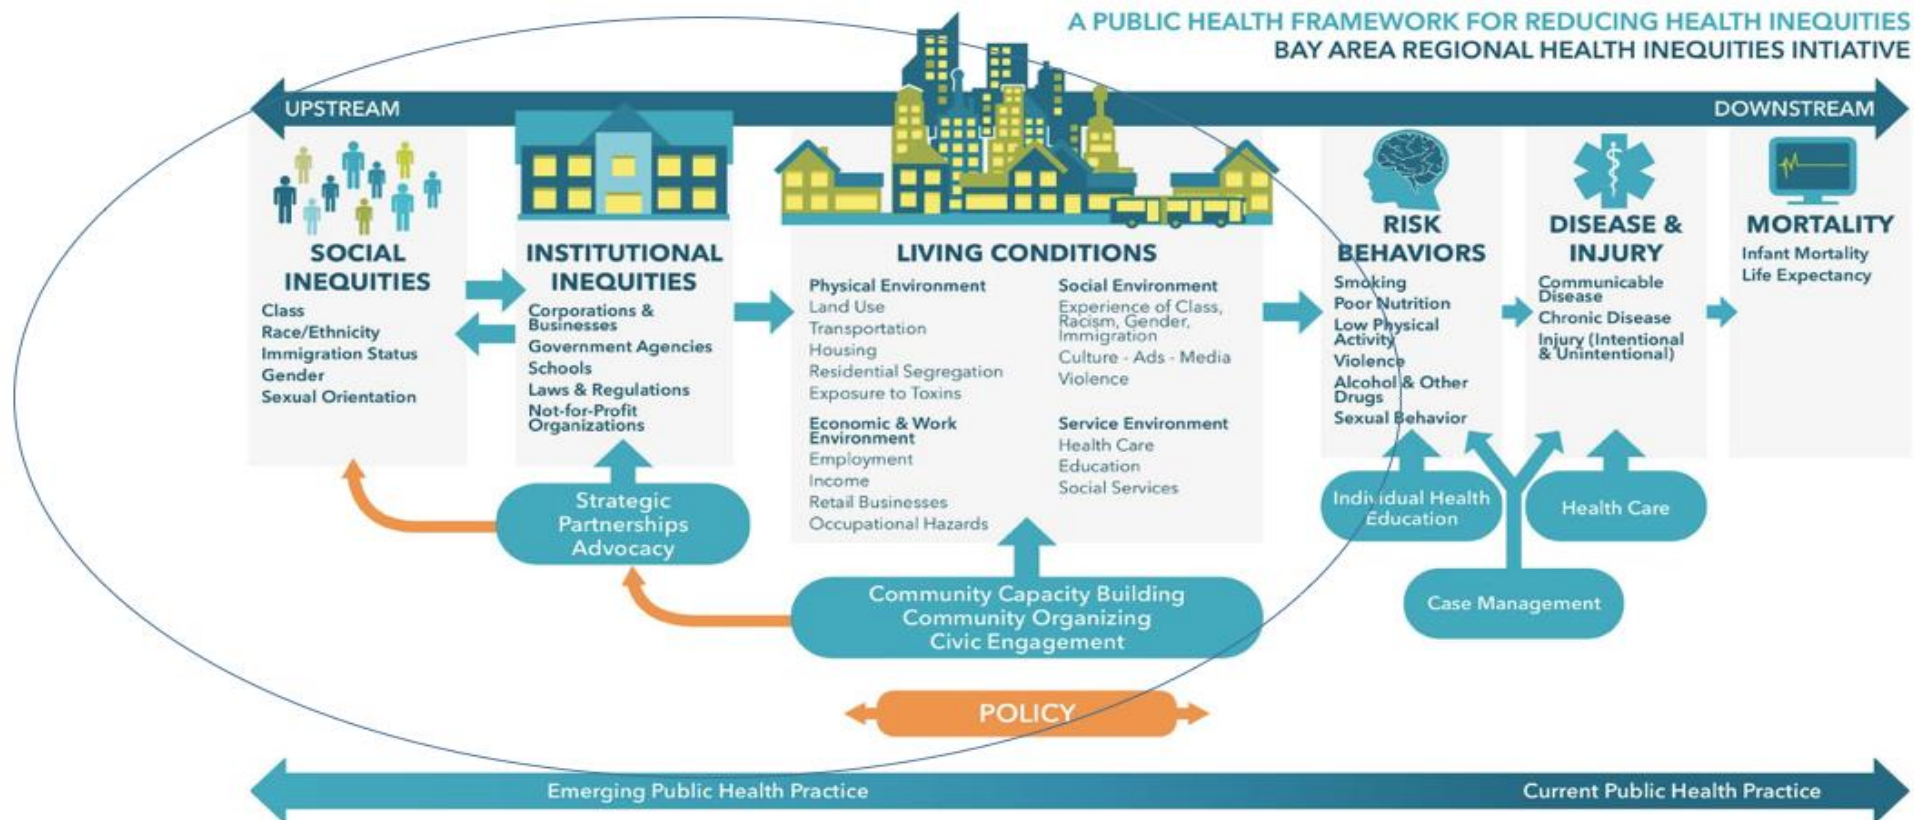 A PUBLIC HEALTH FRAMEWORK FOR REDUCING HEALTH INEQUITIES
BAY AREA REGIONAL HEALTH INEQUITIES INTIATIVE
UPSTREAM
DOWNSTREAM
SOCIAL
INEQUITIES
Class
Race/Ethnicity
Immigration Status
Gender
Sexual Orientation
INSTITUTIONAL
INEQUITIES
Corporations &
Businesses
Government Agencies
Schools
Laws & Regulations
Not-for-Profit
Organizations
LIVING CONDITIONS
Physical Environment
Land Use
Transportation
Housing
Residential Segregation
Exposure to Toxins
Economic & Work
Environment
Employment
Income
Retail Businesses
Occupational Hazards
Social Environment
Experience of Class,
Racism, Gender,
Immigration
Culture - Ads - Media
Violence
Service Environment
Health Care
Education
Social Services
RISK
BEHAVIORS
Smoking
Poor Nutrition
Low Physical
Activity
Violence
Alcohol & Other
Drugs
Sexual Behavior
DISEASE &
INJURY
Communicable
Disease
Chronic Disease
Injury (Intentional
& Unintentional)
MORTALITY
Infant Mortality
Life Expectancy
Strategic
Partnerships
Advocacy
Community Capacity Building
Community Organizing
Civic Engagement
Individual Health
Education
Health Care
Case Management
POLICY
Emerging Public Health Practice
Current Public Health Practice